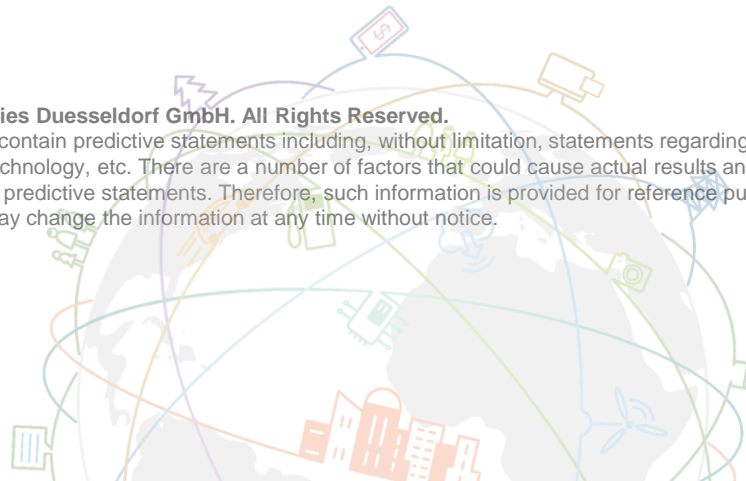 ies Duesseldorf GmbH. All Rights Reserved.
contain predictive statements including, without limitation, statements regarding
chnology, etc. There are a number of factors that could cause actual results an
predictive statements. Therefore, such information is provided for reference pu
ay change the information at any time without notice.